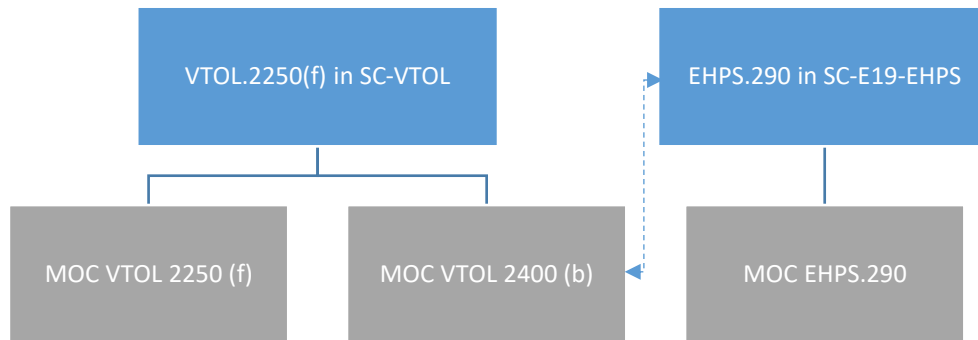 VTOL.2250(f) in SC-VTOL
EHPS.290 in SC-E19-EHPS
MOC VTOL 2250 (f)
MOC VTOL 2400 (b)
MOC EHPS.290